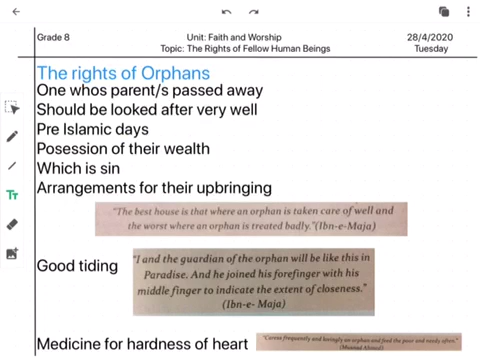 Grade 8
Unit: Faith and Worship
28/4/2020
Topic: The Rights of Fellow Human Beings
Tuesday
The rights of Orphans
One whos parent/s passed away
Should be looked after very well
Pre Islamic days
Posession of their wealth
Which is sin
Arrangements for their upbringing
"The best house is that where an orphan is taken care of well and
the worst where an orphan is treated badly."(Ibn-e-Maja)
Good tiding
"I and the guardian of the orphan will be like this in
Paradise. And he joined his forefinger with his
middle finger to indicate the extent of closeness."
(Ibn-e- Maja)
Medicine for hardness of heart
"Caress frequently and lovingly an orphan and feed the poor and needy often."
(Musnad Ahmad)
Tт